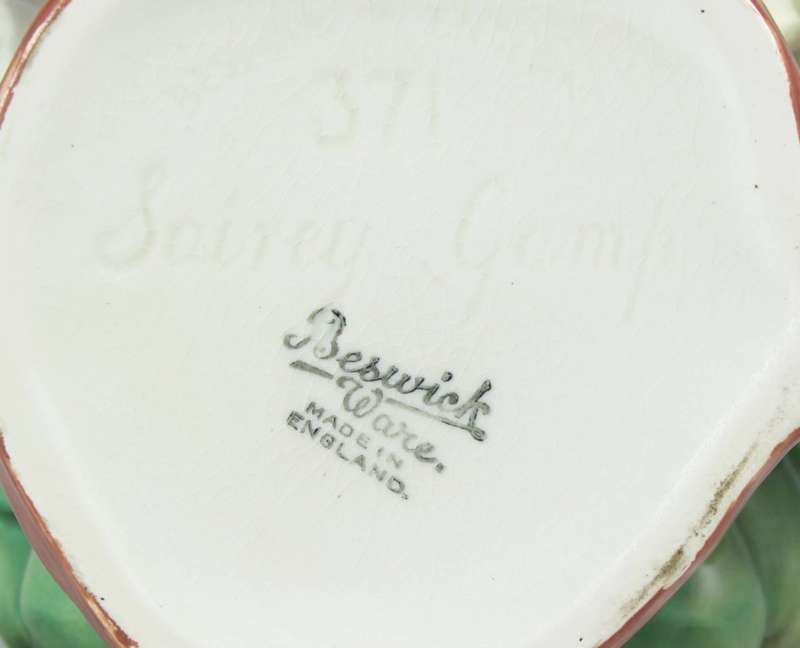 371
Sairey Gamp
Beswick
Ware.
MADE IN
ENGLAND.